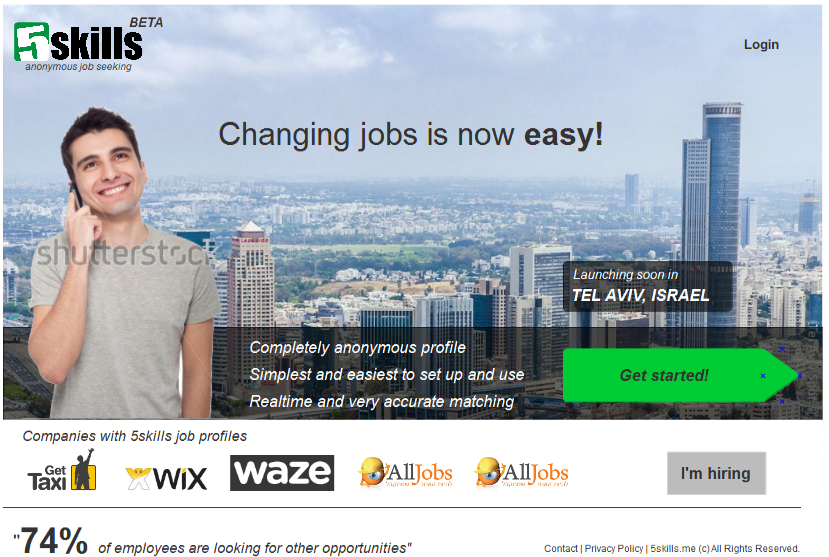 BETA
5skills
anonymous job seeking
Login
Changing jobs is now easy!
shutterstock
Leonardo
Launching soon in
TEL AVIV, ISRAEL
Completely anonymous profile
Simplest and easiest to set up and use
Realtime and very accurate matching
Get started!
Companies with 5skills job profiles
Get
Taxi
WiX
waze
AllJobs
AllJobs
I'm hiring
"74% of employees are looking for other opportunities"
Contact | Privacy Policy | 5skills.me (c) All Rights Reserved.